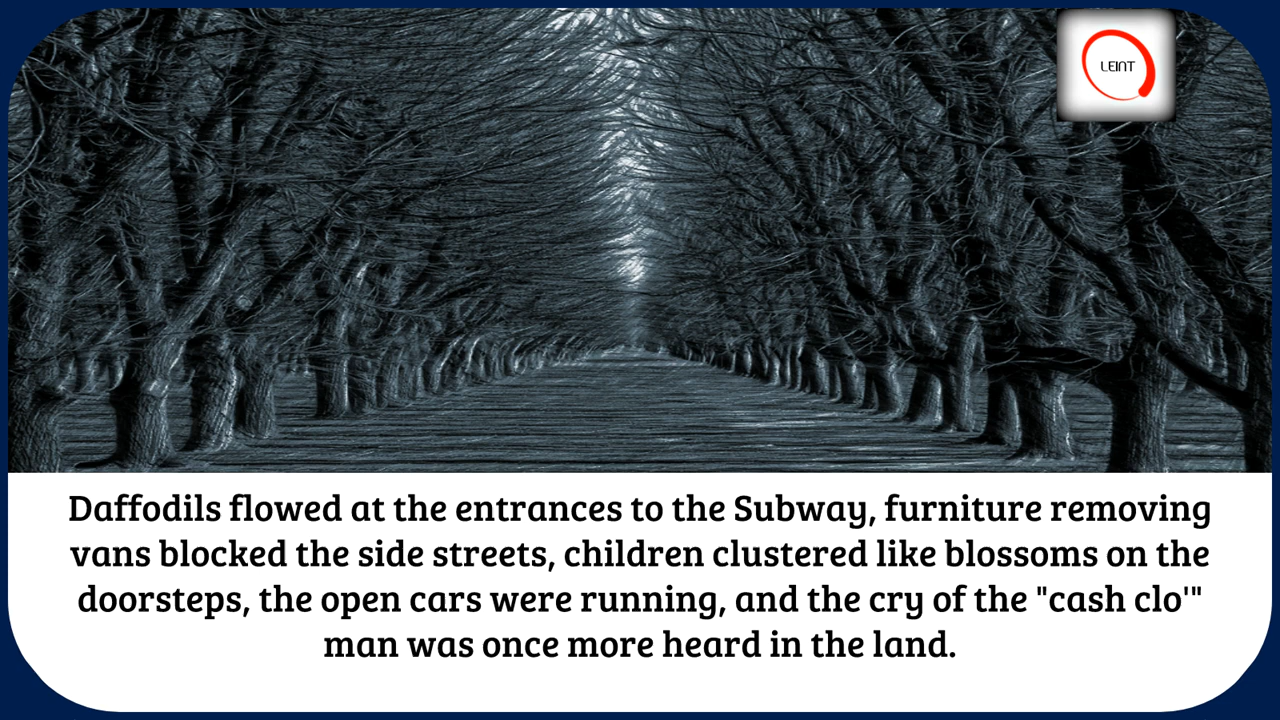 LEINT
Daffodils flowed at the entrances to the Subway, furniture removing
vans blocked the side streets, children clustered like blossoms on the
doorsteps, the open cars were running, and the cry of the "cash clo'"
man was once more heard in the land.